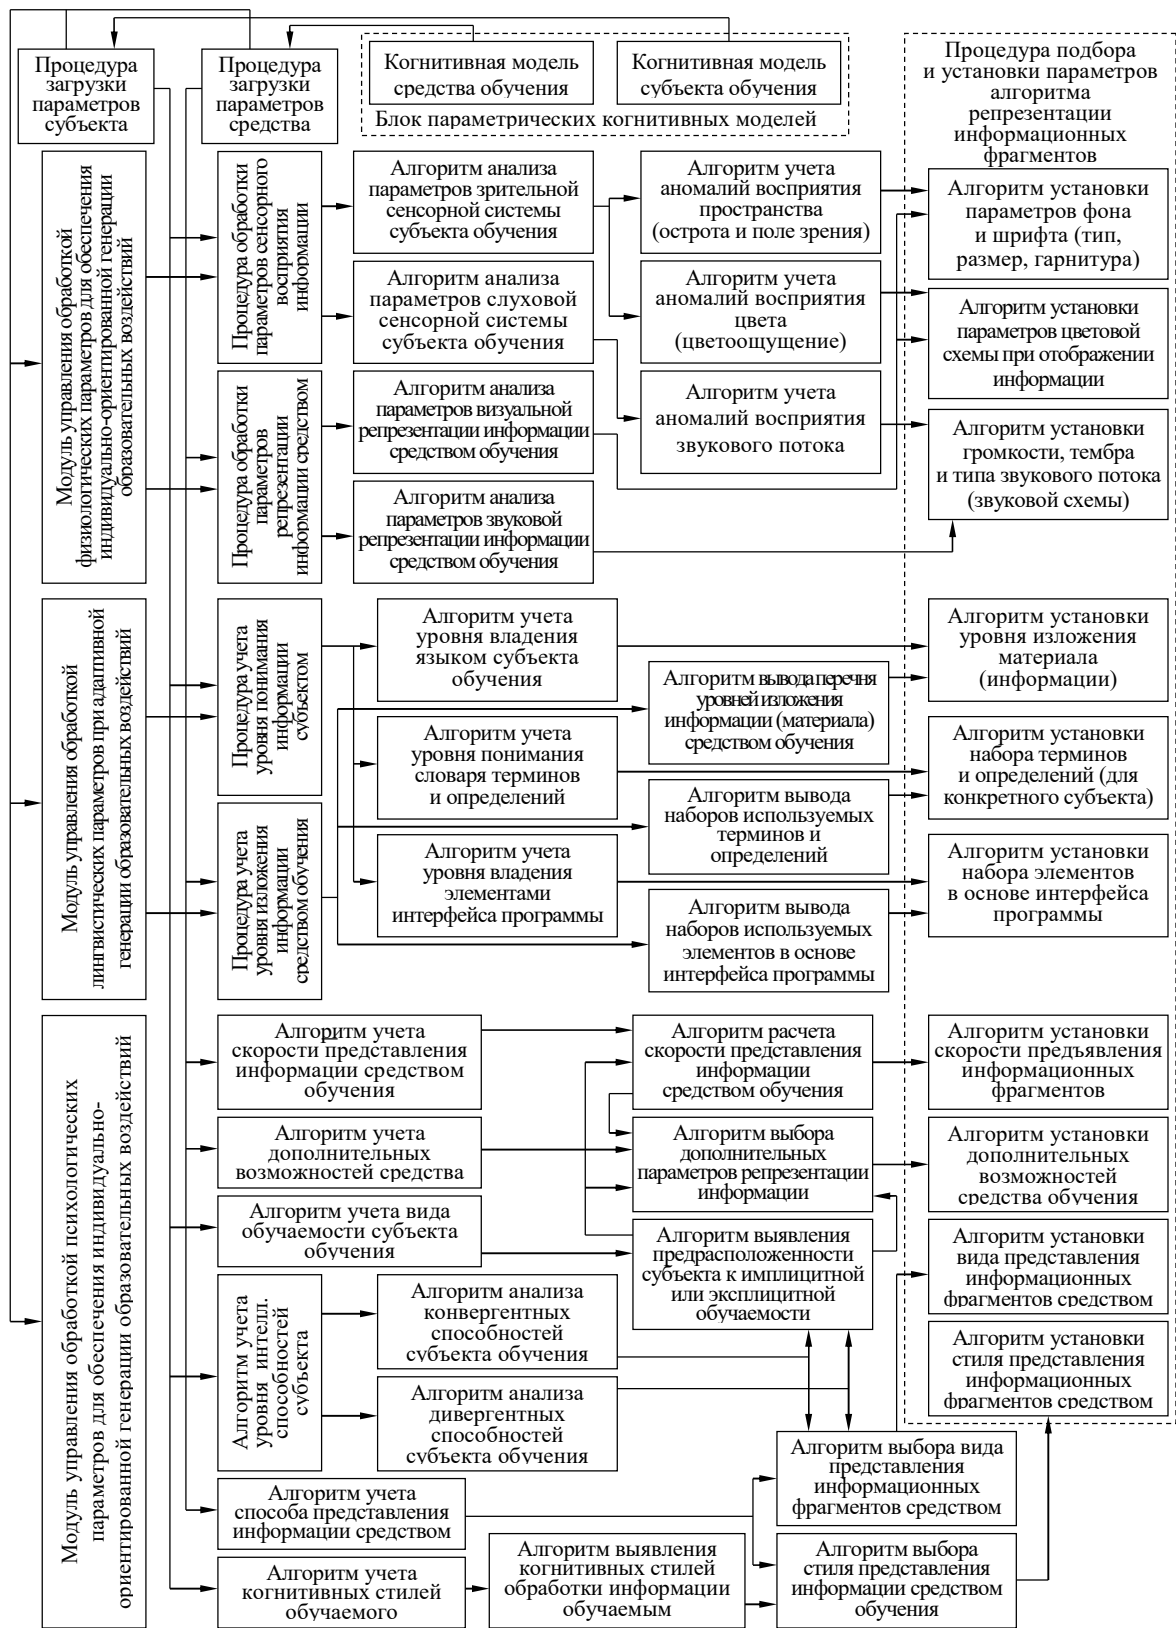 Процедура
загрузки
параметров
субъекта
Процедура
загрузки
параметров
средства
Когнитивная модель
средства обучения
Когнитивная модель
субъекта обучения
Блок параметрических когнитивных моделей
Процедура подбора
и установки параметров
алгоритма
репрезентации
информационных
фрагментов
Модуль управления обработкой
физиологических параметров для обеспечения
индивидуально-ориентированной генерации
образовательных воздействий
Процедура обработки
параметров сенсорного
восприятия
информации
Алгоритм анализа
параметров зрительной
сенсорной системы
субъекта обучения
Алгоритм учета
аномалий восприятия
пространства
(острота и поле зрения)
Алгоритм установки
параметров фона
и шрифта (тип,
размер, гарнитура)
Алгоритм анализа
параметров слуховой
сенсорной системы
субъекта обучения
Алгоритм учета
аномалий восприятия
цвета
(цветоощущение)
Алгоритм установки
параметров цветовой
схемы при отображении
информации
Процедура обработки
параметров
репрезентации
информации средством
Алгоритм анализа
параметров визуальной
репрезентации информации
средством обучения
Алгоритм учета
аномалий восприятия
звукового потока
Алгоритм установки
громкости, тембра
и типа звукового потока
(звуковой схемы)
Алгоритм анализа
параметров звуковой
репрезентации информации
средством обучения
Модуль управления обработкой
лингвистических параметров при адаптивной
генерации образовательных воздействий
Процедура учета
уровня понимания
информации
субъектом
Алгоритм учета
уровня владения
языком субъекта
обучения
Алгоритм вывода перечня
уровней изложения
информации (материала)
средством обучения
Алгоритм установки
уровня изложения
материала
(информации)
Алгоритм учета
уровня понимания
словаря терминов
и определений
Алгоритм установки
набора терминов
и определений (для
конкретного субъекта)
Процедура учета
уровня изложения
информации
средством обучения
Алгоритм вывода
наборов используемых
терминов и
определений
Алгоритм учета
уровня владения
элементами
интерфейса программы
Алгоритм установки
набора элементов
в основе интерфейса
программы
Алгоритм вывода
наборов используемых
элементов в основе
интерфейса программы
Модуль управления обработкой психологических
параметров для обеспечения индивидуально-
ориентированной генерации образовательных воздействий
Алгоритм учета
скорости представления
информации средством
обучения
Алгоритм расчета
скорости представления
информации
средством обучения
Алгоритм установки
скорости предъявления
информационных
фрагментов
Алгоритм учета
дополнительных
возможностей средства
Алгоритм выбора
дополнительных
параметров репрезентации
информации
Алгоритм установки
дополнительных
возможностей
средства обучения
Алгоритм учета вида
обучаемости субъекта
обучения
Алгоритм выявления
предрасположенности
субъекта к имплицитной
или эксплицитной
обучаемости
Алгоритм установки
вида представления
информационных
фрагментов средством
Алгоритм учета
уровня интелл.
способностей
субъекта
Алгоритм анализа
конвергентных
способностей
субъекта обучения
Алгоритм установки
стиля представления
информационных
фрагментов средством
Алгоритм анализа
дивергентных
способностей
субъекта обучения
Алгоритм выбора вида
представления
информационных
фрагментов средством
Алгоритм учета
способа представления
информации средством
Алгоритм учета
когнитивных стилей
обучаемого
Алгоритм выявления
когнитивных стилей
обработки информации
обучаемым
Алгоритм выбора
стиля представления
информации средством
обучения